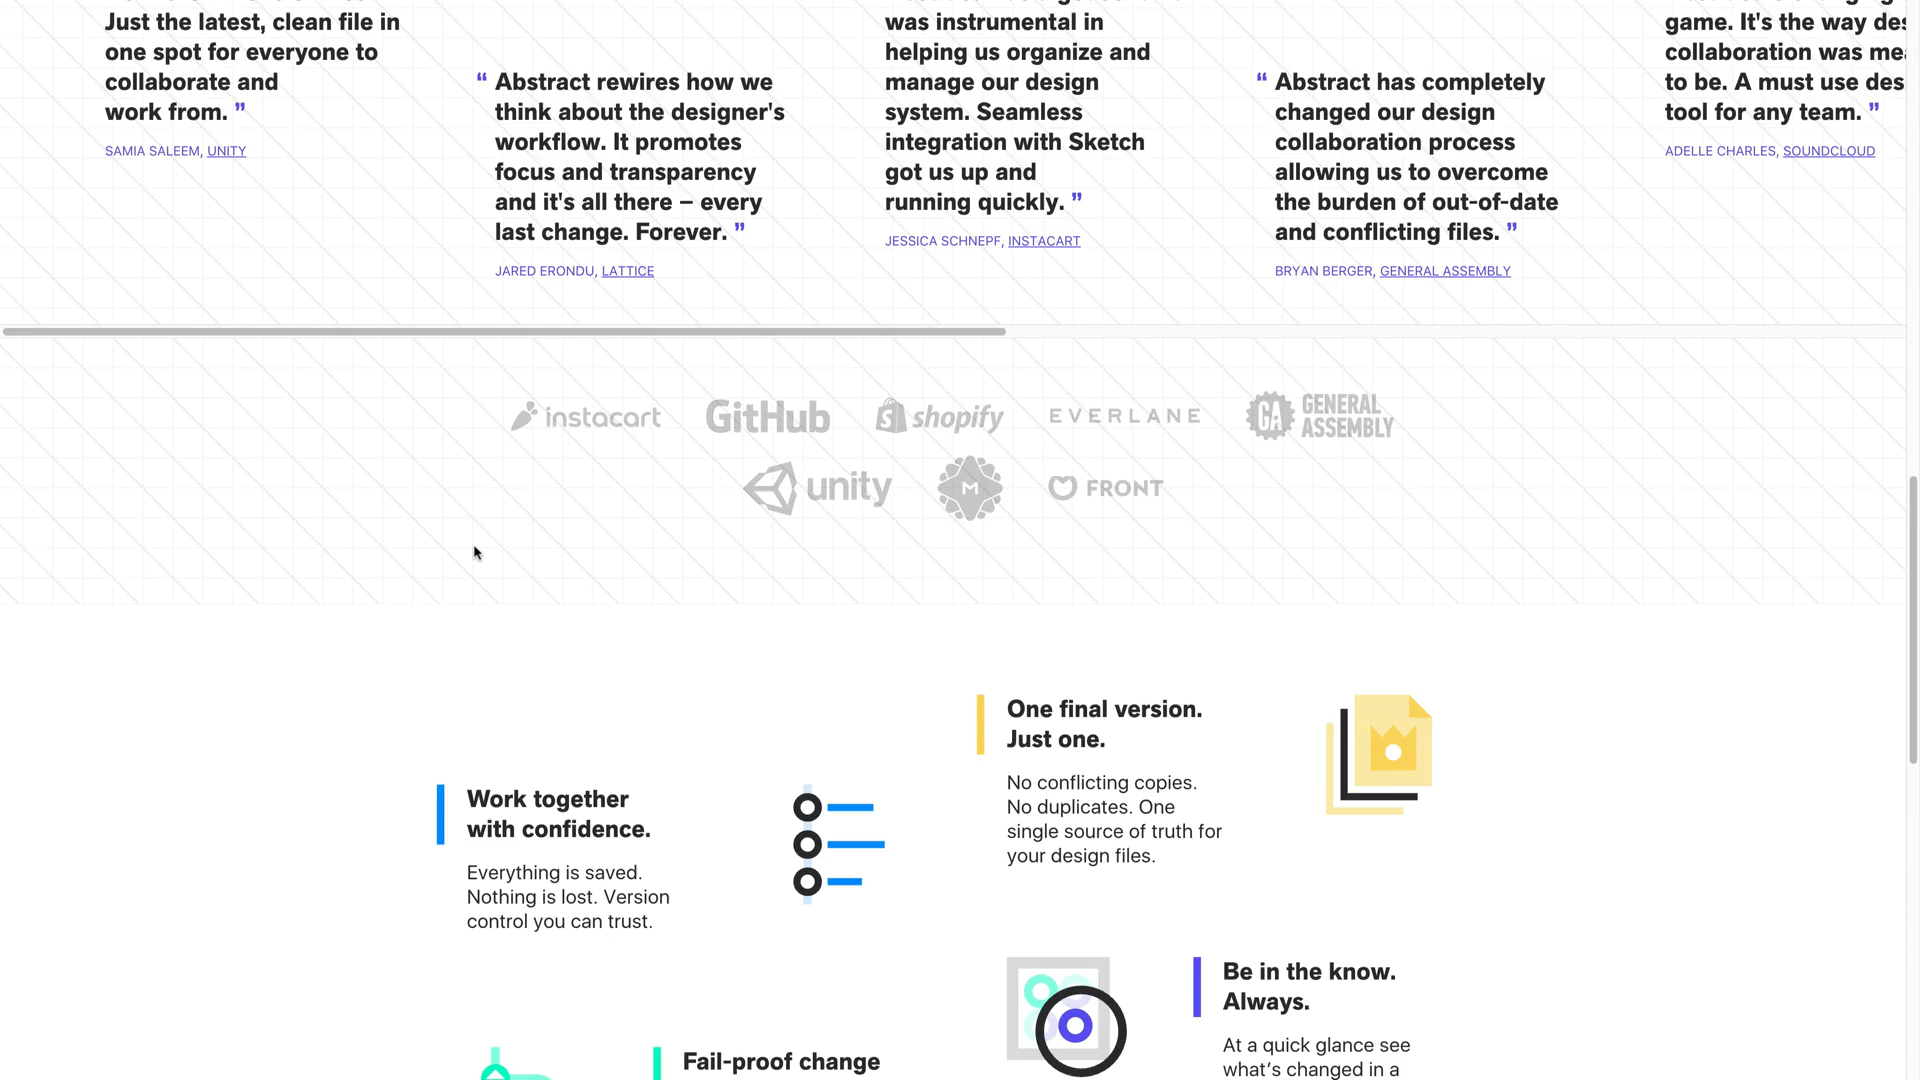 Just the latest, clean file in
one spot for everyone to
collaborate and
work from. ”
SAMIA SALEEM, UNITY
“ Abstract rewires how we
think about the designer's
workflow. It promotes
focus and transparency
and it's all there – every
last change. Forever. ”
JARED ERONDU, LATTICE
was instrumental in
helping us organize and
manage our design
system. Seamless
integration with Sketch
got us up and
running quickly. ”
JESSICA SCHNEPF, INSTACART
“ Abstract has completely
changed our design
collaboration process
allowing us to overcome
the burden of out-of-date
and conflicting files. ”
BRYAN BERGER, GENERAL ASSEMBLY
game. It's the way des
collaboration was mea
to be. A must use des
tool for any team. ”
ADELLE CHARLES, SOUNDCLOUD
instacart
GitHub
shopify
EVERLANE
GA GENERAL
ASSEMBLY
unity
M
FRONT
One final version.
Just one.
No conflicting copies.
No duplicates. One
single source of truth for
your design files.
Work together
with confidence.
Everything is saved.
Nothing is lost. Version
control you can trust.
Be in the know.
Always.
At a quick glance see
what’s changed in a
Fail-proof change